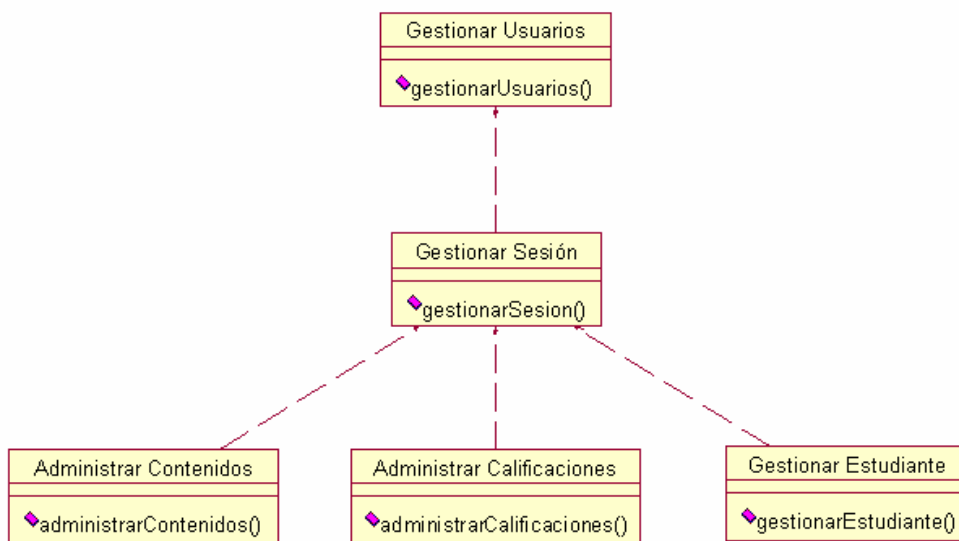 Gestionar Usuarios
gestionarUsuarios()
Gestionar Sesión
gestionarSesion()
Administrar Contenidos
administrarContenidos()
Administrar Calificaciones
administrarCalificaciones()
Gestionar Estudiante
gestionarEstudiante()